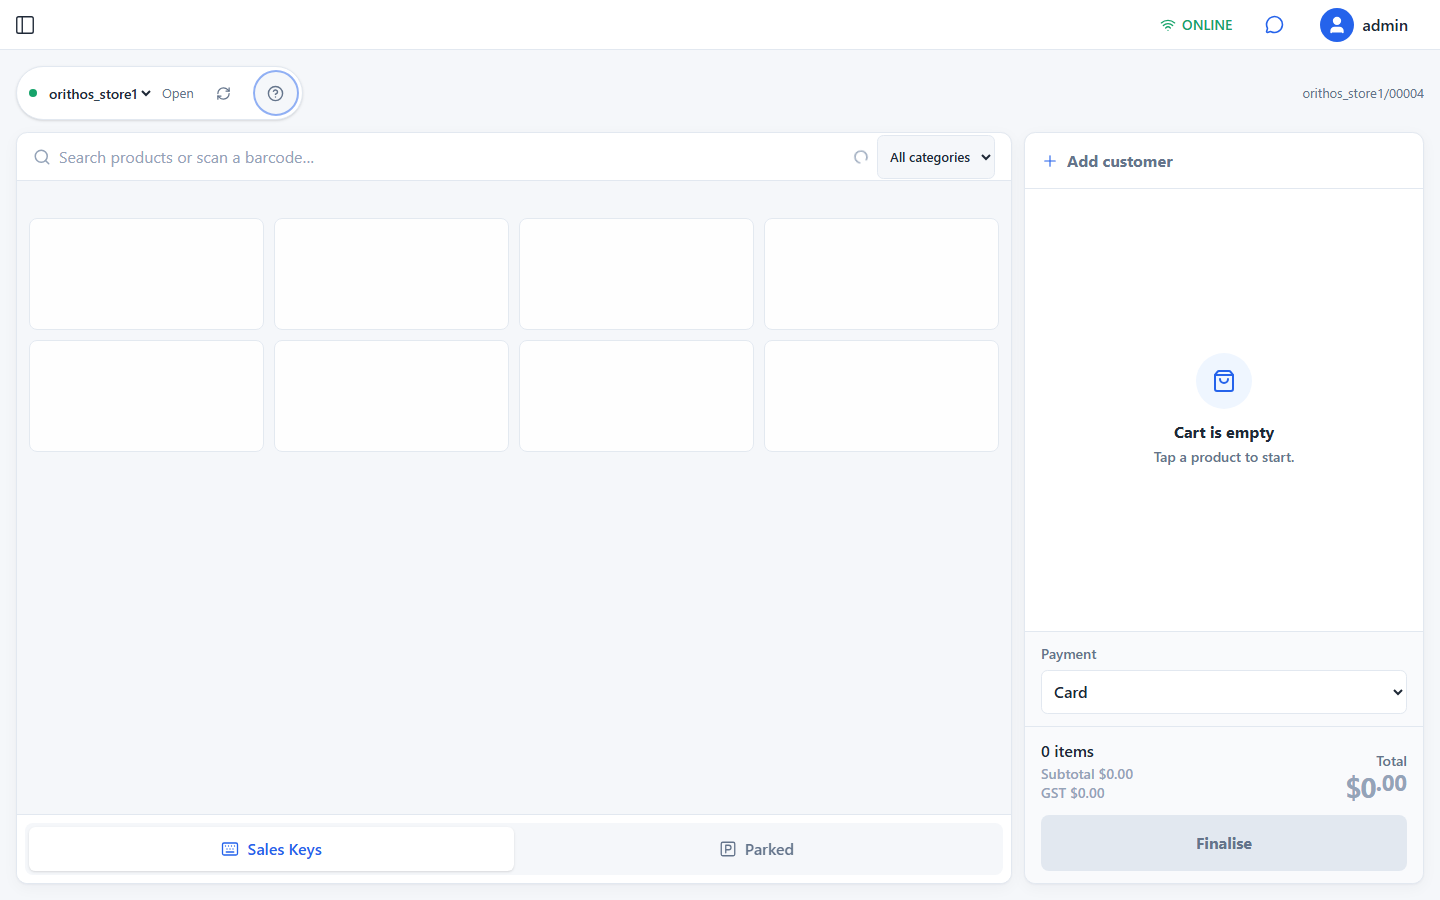 ONLINE
admin
orithos_store1
Open
orithos_store1/00004
Search products or scan a barcode...
All categories
Add customer
Cart is empty
Tap a product to start.
Payment
Card
0 items
Subtotal $0.00
GST $0.00
Total
$0.00
Finalise
Sales Keys
Parked